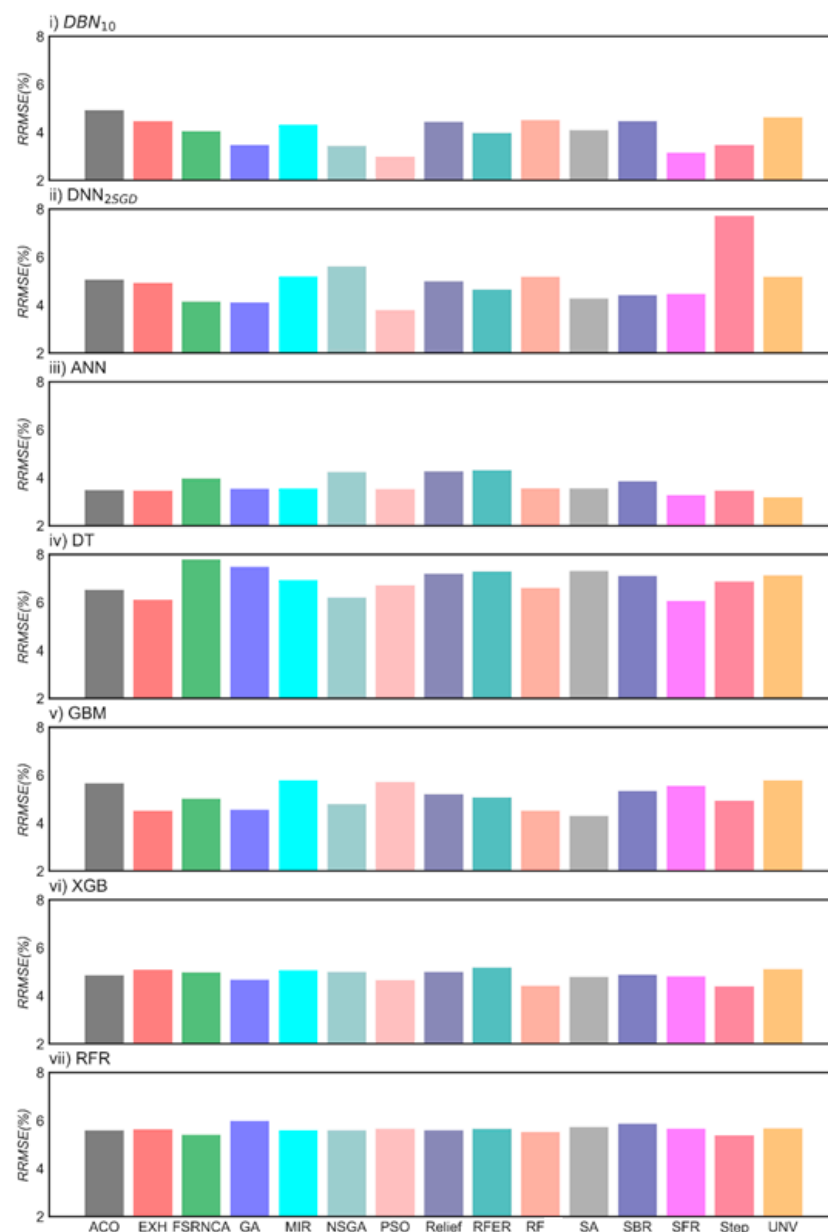 i) DBN10
8
6
4
2
RRMSE(%)
ii) DNN2SGD
8
6
4
2
RRMSE(%)
iii) ANN
8
6
4
2
RRMSE(%)
iv) DT
8
6
4
2
RRMSE(%)
v) GBM
8
6
4
2
RRMSE(%)
vi) XGB
8
6
4
2
RRMSE(%)
vii) RFR
8
6
4
2
RRMSE(%)
ACO EXH FSRNCA GA MIR NSGA PSO Relief RFER RF SA SBR SFR Step UNV